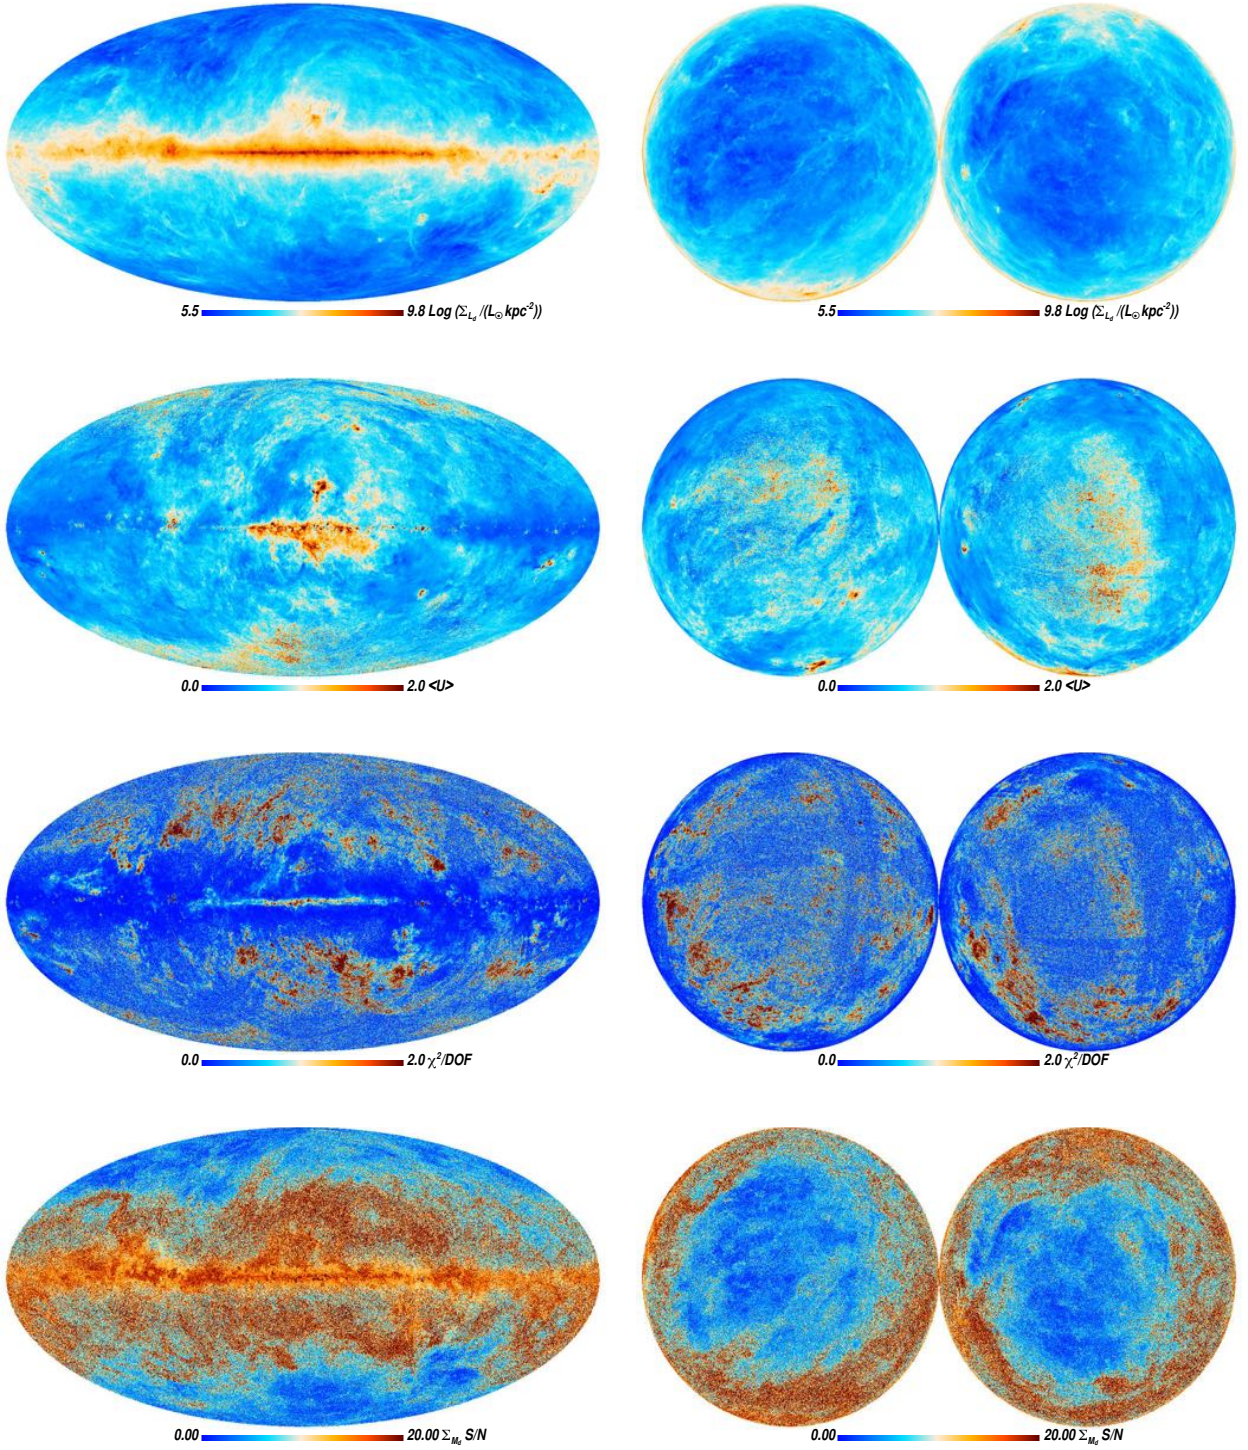 5.5 9.8 Log (Σ_{L_d} /(L_⊙ kpc⁻²))
5.5 9.8 Log (Σ_{L_d} /(L_⊙ kpc⁻²))
0.0 2.0 <U>
0.0 2.0 <U>
0.0 2.0 χ²/DOF
0.0 2.0 χ²/DOF
0.00 20.00 Σ_{M_d} S/N
0.00 20.00 Σ_{M_d} S/N